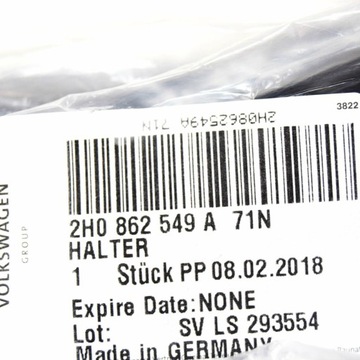 3822
2H0862549A 71N
2H0 862 549 A 71N
HALTER
1 Stück PP 08.02.2018
Expire Date: NONE
Lot: SV LS 293554
Made in GERMANY
VOLKSWAGEN
GROUP